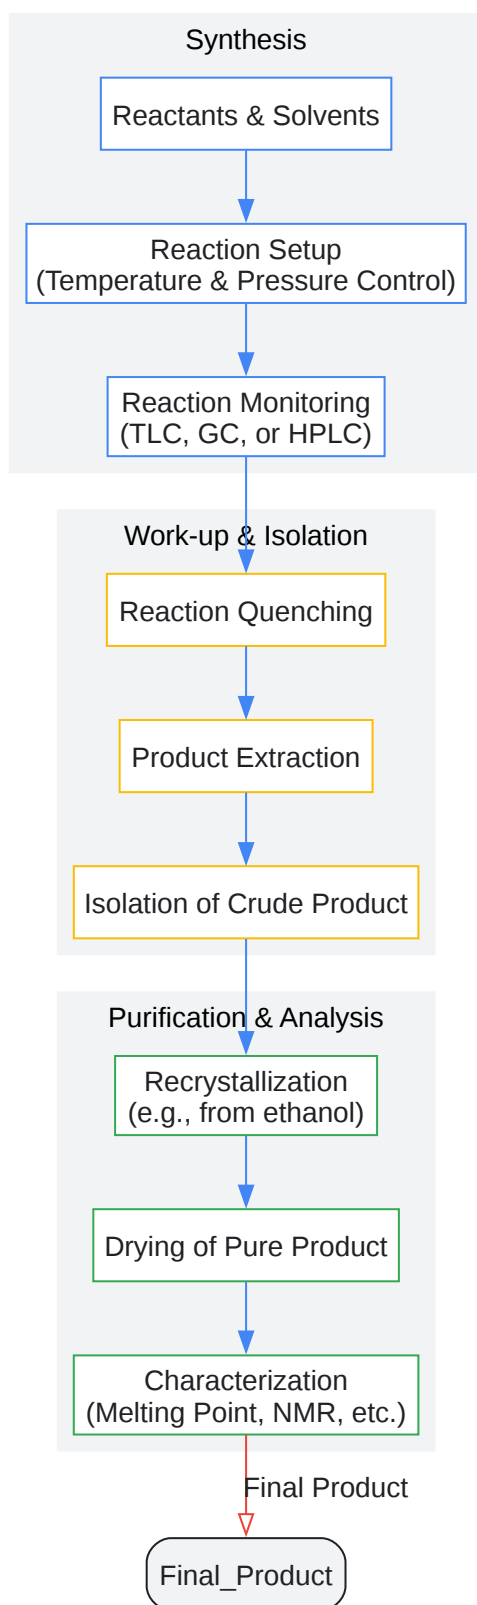 Synthesis
Reactants & Solvents
Reaction Setup
(Temperature & Pressure Control)
Reaction Monitoring
(TLC, GC, or HPLC)
Work-up & Isolation
Reaction Quenching
Product Extraction
Isolation of Crude Product
Purification & Analysis
Recrystallization
(e.g., from ethanol)
Drying of Pure Product
Characterization
(Melting Point, NMR, etc.)
Final Product
Final_Product